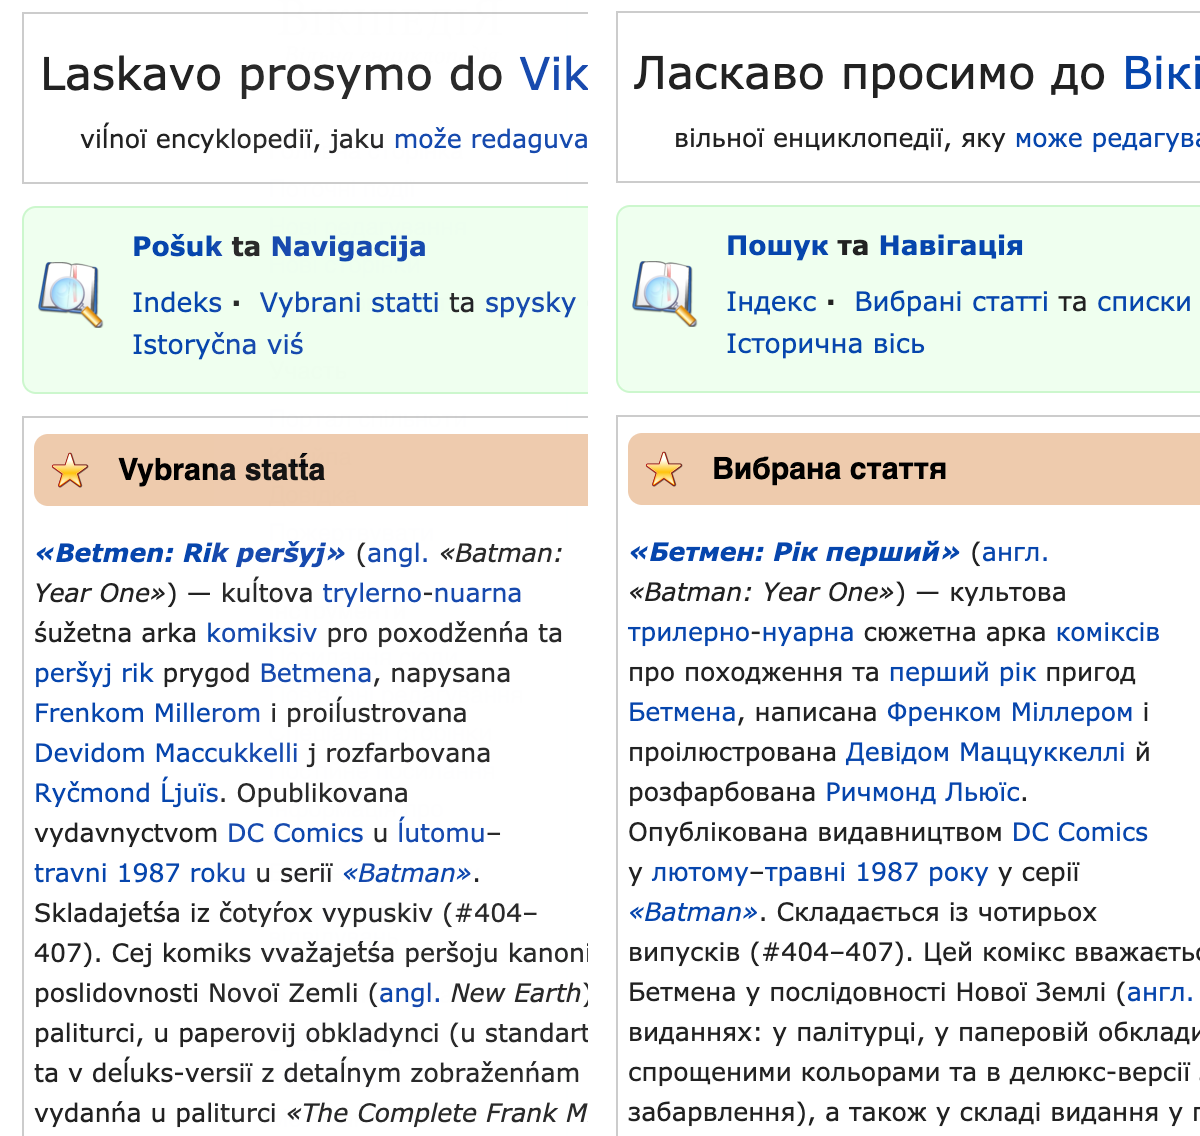 Laskavo prosymo do Vik
viĺnoï encyklopediï, jaku može redaguva
Pošuk ta Navigacija
Indeks · Vybrani statti ta spysky
Istoryčna viś
Vybrana stat́t́a
«Betmen: Rik peršyj» (angl. «Batman:
Year One») — kuĺtova trylerno-nuarna
śužetna arka komiksiv pro poxodženńa ta
peršyj rik prygod Betmena, napysana
Frenkom Millerom i proiĺustrovana
Devidom Maccukkelli j rozfarbovana
Ryčmond Ĺjuïs. Opublikovana
vydavnyctvom DC Comics u ĺutomu–
travni 1987 roku u seriï «Batman».
Skladajet́śa iz čotyŕox vypuskiv (#404–
407). Cej komiks vvažajet́śa peršoju kanoni
poslidovnosti Novoï Zemli (angl. New Earth)
paliturci, u paperovij obkladynci (u standart
ta v deĺuks-versiï z detaĺnym zobraženńam
vydanńa u paliturci «The Complete Frank M
Ласкаво просимо до Вікі
вільної енциклопедії, яку може редагува
Пошук та Навігація
Індекс · Вибрані статті та списки
Історична вісь
Вибрана стаття
«Бетмен: Рік перший» (англ.
«Batman: Year One») — культова
трилерно-нуарна сюжетна арка коміксів
про походження та перший рік пригод
Бетмена, написана Френком Міллером і
проілюстрована Девідом Маццуккеллі й
розфарбована Ричмонд Льюїс.
Опублікована видавництвом DC Comics
у лютому–травні 1987 року у серії
«Batman». Складається із чотирьох
випусків (#404–407). Цей комікс вважаєтьс
Бетмена у послідовності Нової Землі (англ.
виданнях: у палітурці, у паперовій обклади
спрощеними кольорами та в делюкс-версії
забарвлення), а також у складі видання у п